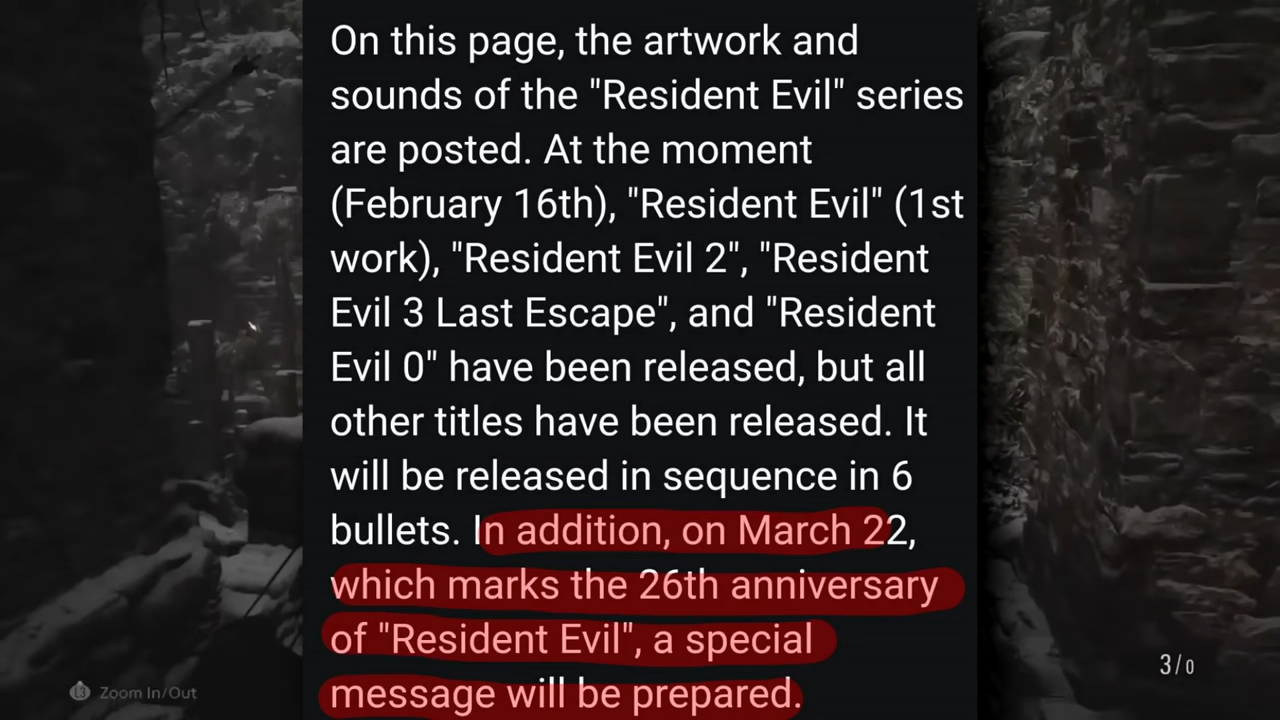 On this page, the artwork and
sounds of the "Resident Evil" series
are posted. At the moment
(February 16th), "Resident Evil" (1st
work), "Resident Evil 2", "Resident
Evil 3 Last Escape", and "Resident
Evil 0" have been released, but all
other titles have been released. It
will be released in sequence in 6
bullets. In addition, on March 22,
which marks the 26th anniversary
of "Resident Evil", a special
message will be prepared.
3/0
L3 Zoom In/Out